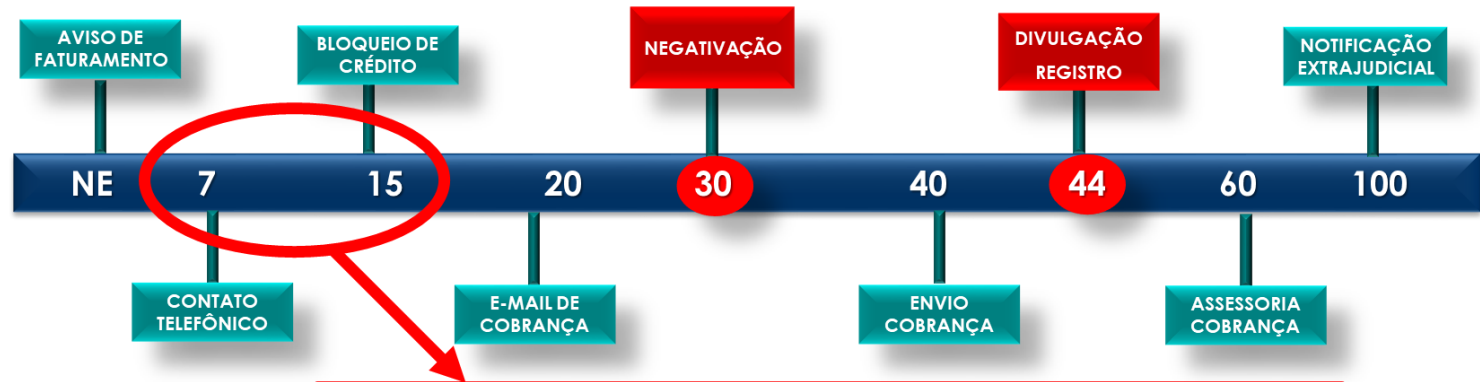 AVISO DE
FATURAMENTO
BLOQUEIO DE
CRÉDITO
NEGATIVAÇÃO
DIVULGAÇÃO
REGISTRO
NOTIFICAÇÃO
EXTRAJUDICIAL
NE 7 15 20 30 40 44 60 100
CONTATO
TELEFÔNICO
E-MAIL DE
COBRANÇA
ENVIO
COBRANÇA
ASSESSORIA
COBRANÇA